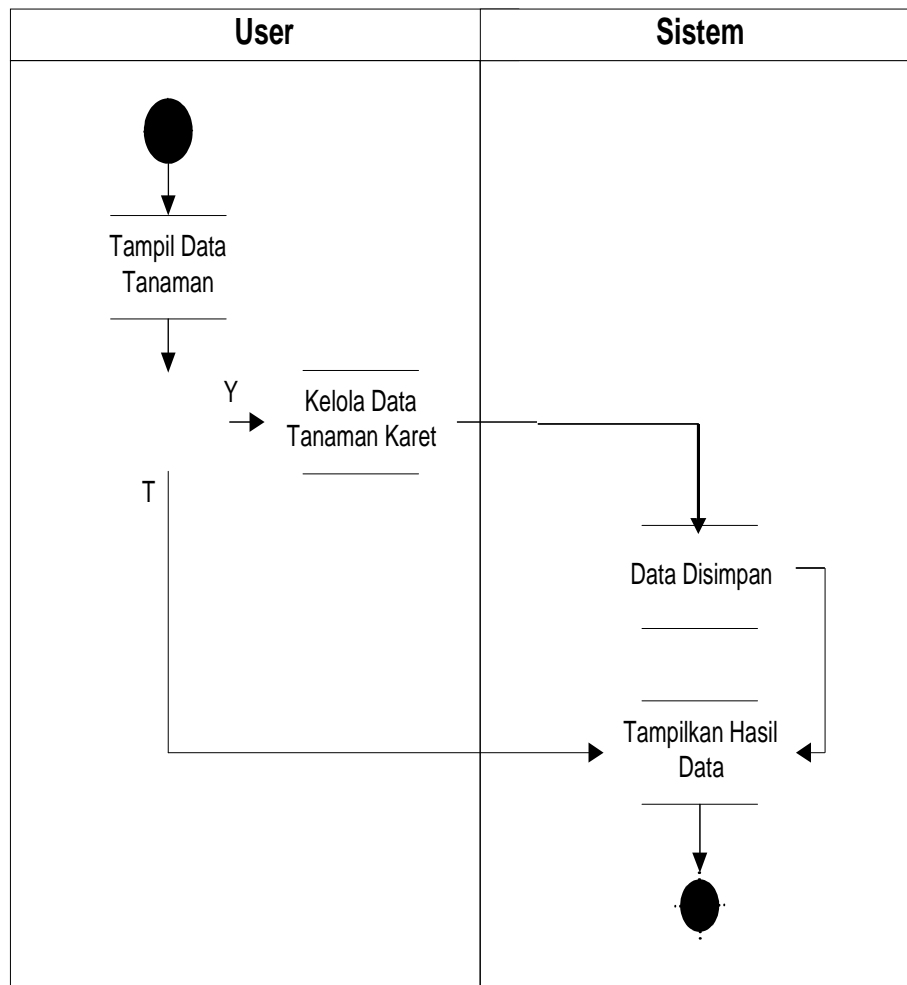 User
Sistem
Tampil Data
Tanaman
Y
Kelola Data
Tanaman Karet
T
Data Disimpan
Tampilkan Hasil
Data